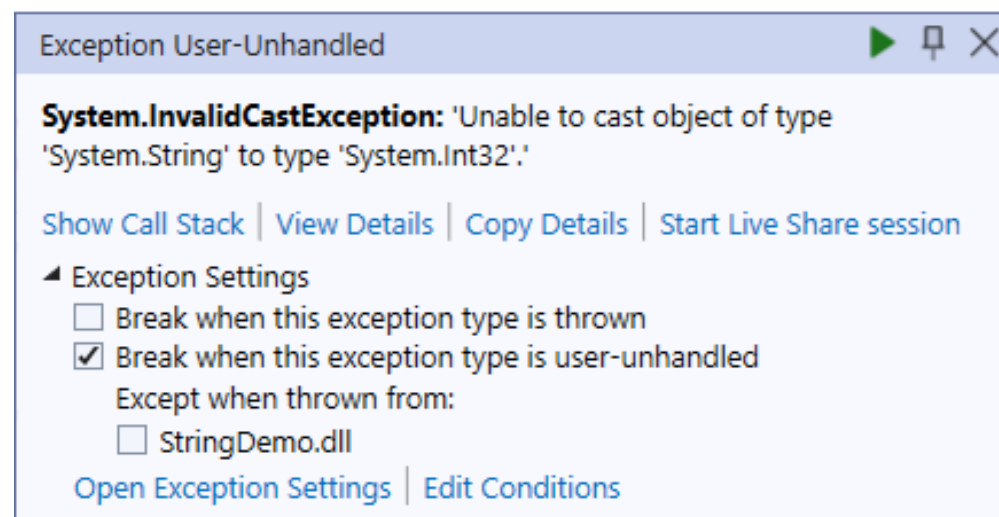 Exception User-Unhandled
System.InvalidCastException: 'Unable to cast object of type
'System.String' to type 'System.Int32'.'
Show Call Stack | View Details | Copy Details | Start Live Share session
Exception Settings
Break when this exception type is thrown
Break when this exception type is user-unhandled
Except when thrown from:
StringDemo.dll
Open Exception Settings | Edit Conditions